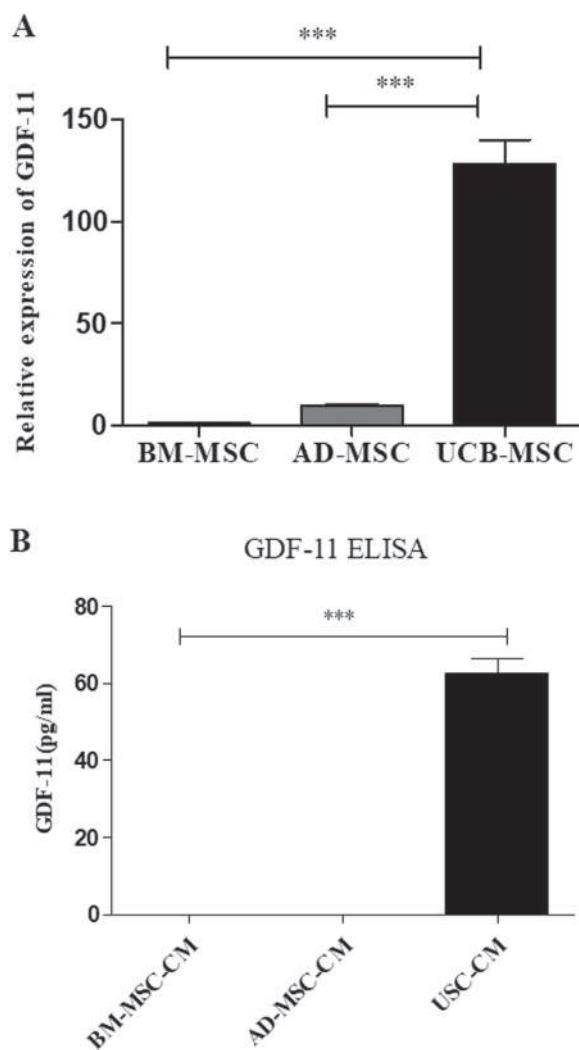 A
***
***
Relative expression of GDF-11
150
100
50
0
BM-MSC AD-MSC UCB-MSC
B
GDF-11 ELISA
***
GDF-11(pg/ml)
80
60
40
20
0
BM-MSC-CM
AD-MSC-CM
USC-CM